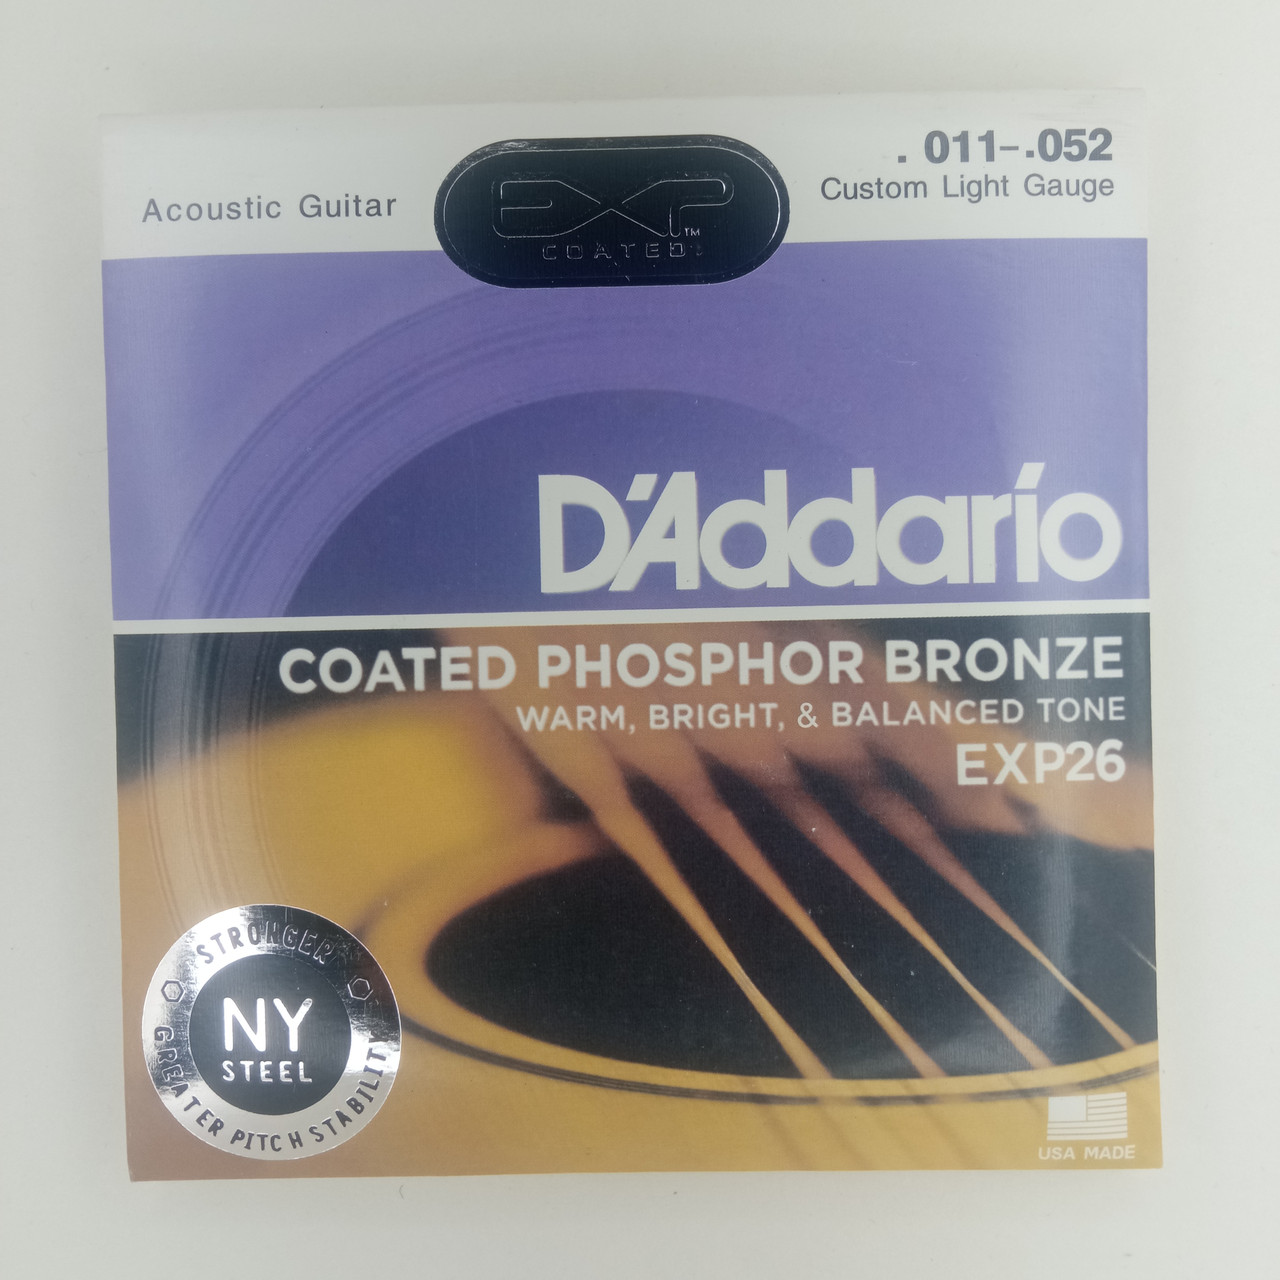 Acoustic Guitar
EXP™
COATED
. 011–.052
Custom Light Gauge
D'Addario
COATED PHOSPHOR BRONZE
WARM, BRIGHT, & BALANCED TONE
EXP26
STRONGER
NY
STEEL
GREATER PITCH STABILITY
USA MADE